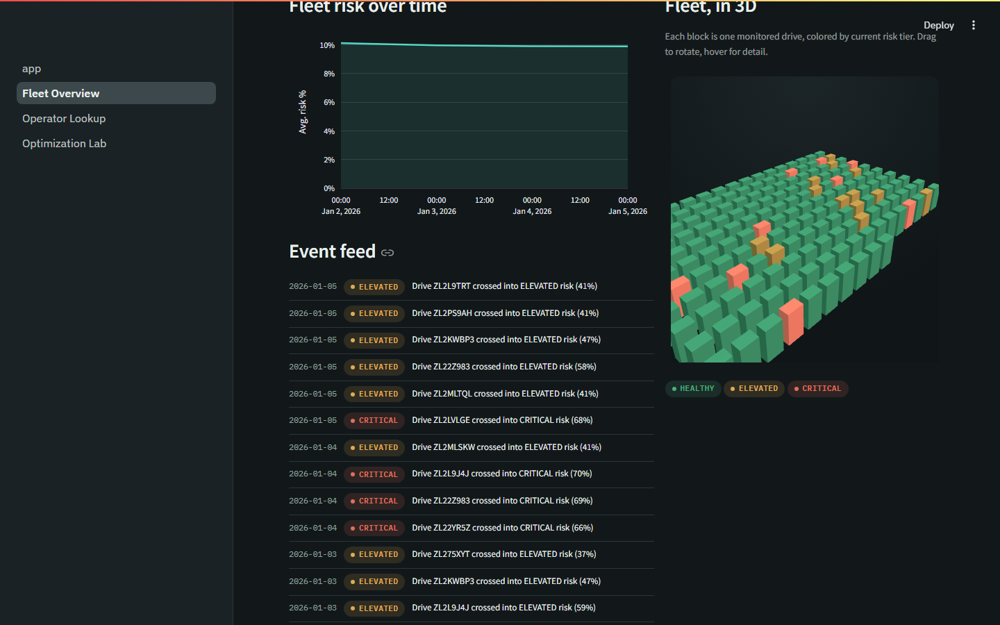 app
Fleet Overview
Operator Lookup
Optimization Lab
Deploy
Fleet risk over time
Avg. risk %
10%
8%
6%
4%
2%
0%
00:00 12:00 00:00 12:00 00:00 12:00 00:00
Jan 2, 2026 Jan 3, 2026 Jan 4, 2026 Jan 5, 2026
Event feed
2026-01-05 ELEVATED Drive ZL2L9TRT crossed into ELEVATED risk (41%)
2026-01-05 ELEVATED Drive ZL2PS9AH crossed into ELEVATED risk (41%)
2026-01-05 ELEVATED Drive ZL2KWBP3 crossed into ELEVATED risk (47%)
2026-01-05 ELEVATED Drive ZL22Z983 crossed into ELEVATED risk (58%)
2026-01-05 ELEVATED Drive ZL2MLTQL crossed into ELEVATED risk (41%)
2026-01-05 CRITICAL Drive ZL2LVLGE crossed into CRITICAL risk (68%)
2026-01-04 ELEVATED Drive ZL2MLSKW crossed into ELEVATED risk (41%)
2026-01-04 CRITICAL Drive ZL2L9J4J crossed into CRITICAL risk (70%)
2026-01-04 CRITICAL Drive ZL22Z983 crossed into CRITICAL risk (69%)
2026-01-04 CRITICAL Drive ZL22YR5Z crossed into CRITICAL risk (66%)
2026-01-03 ELEVATED Drive ZL275XYT crossed into ELEVATED risk (37%)
2026-01-03 ELEVATED Drive ZL2KWBP3 crossed into ELEVATED risk (47%)
2026-01-03 ELEVATED Drive ZL2L9J4J crossed into ELEVATED risk (59%)
Fleet, in 3D
Each block is one monitored drive, colored by current risk tier. Drag
to rotate, hover for detail.
HEALTHY ELEVATED CRITICAL